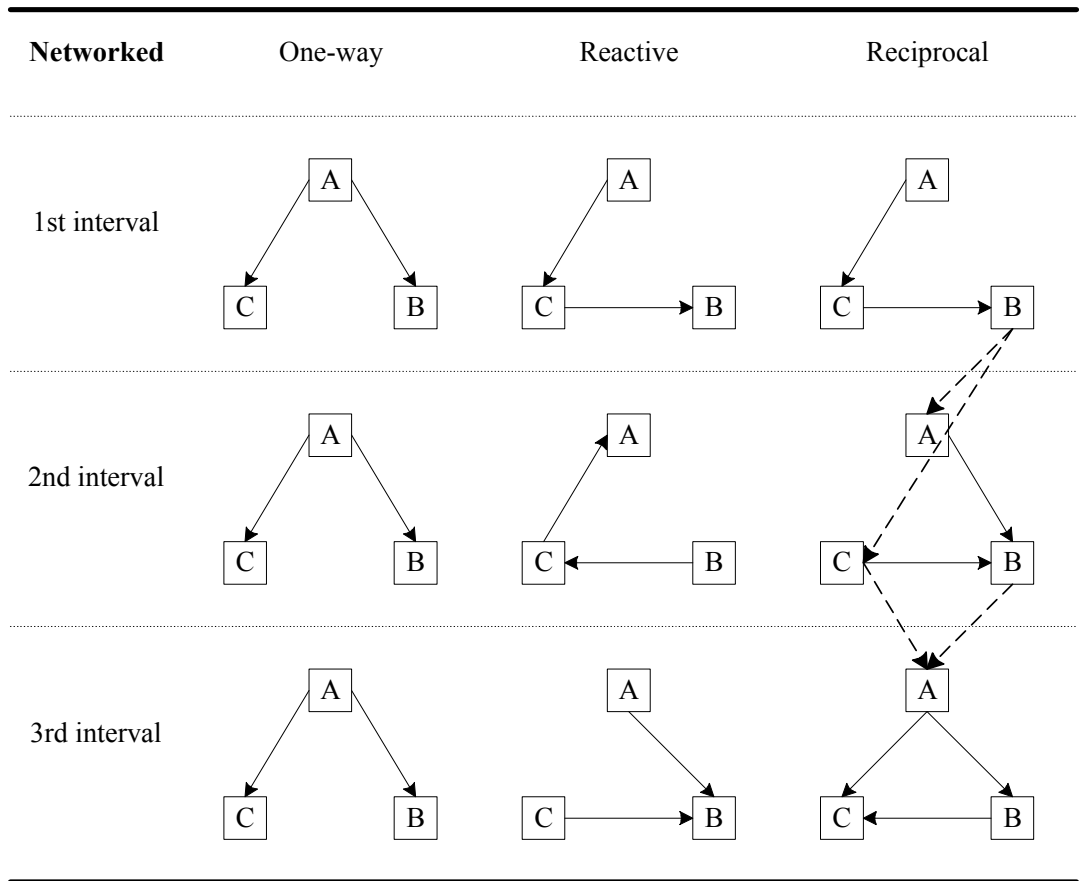 Networked One-way Reactive Reciprocal
A A A
1st interval
C B C B C B
A A A
2nd interval
C B C B C B
A A A
3rd interval
C B C B C B